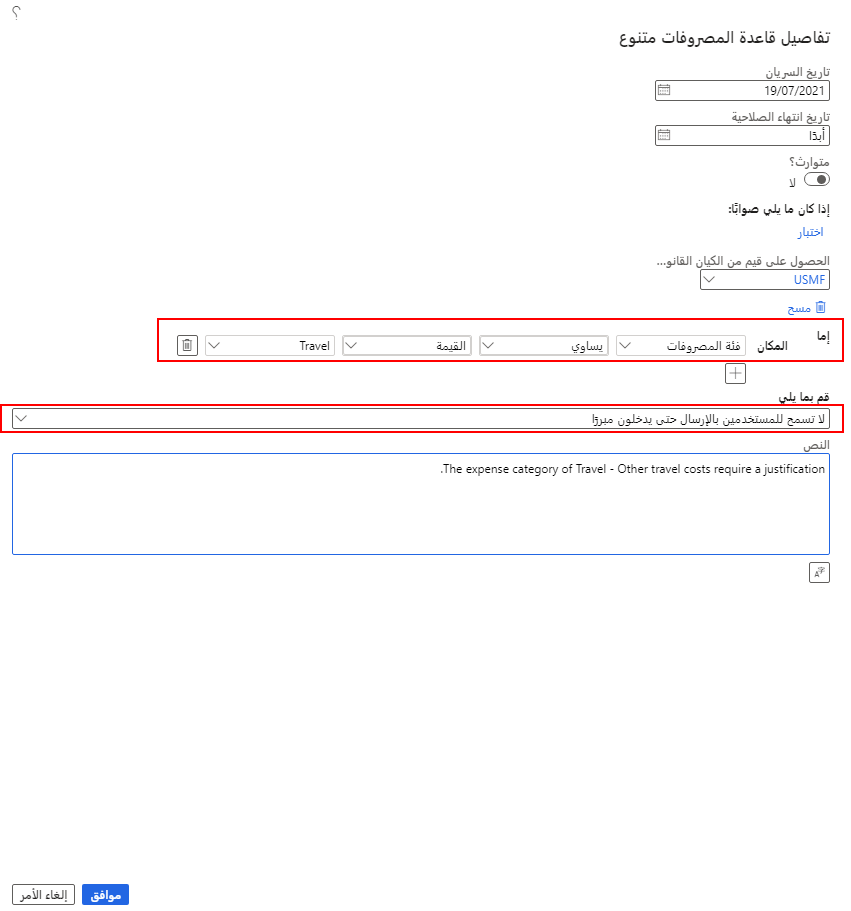 ؟
تفاصيل قاعدة المصروفات متنوع
تاريخ السريان
19/07/2021
تاريخ انتهاء الصلاحية
أبدًا
متوارث؟
لا
إذا كان ما يلي صوابًا:
اختبار
الحصول على قيم من الكيان القانو...
USMF
مسح
إما المكان فئة المصروفات يساوي القيمة Travel
قم بما يلي
لا تسمح للمستخدمين بالإرسال حتى يدخلون مبررًا
النص
.The expense category of Travel - Other travel costs require a justification
موافق إلغاء الأمر